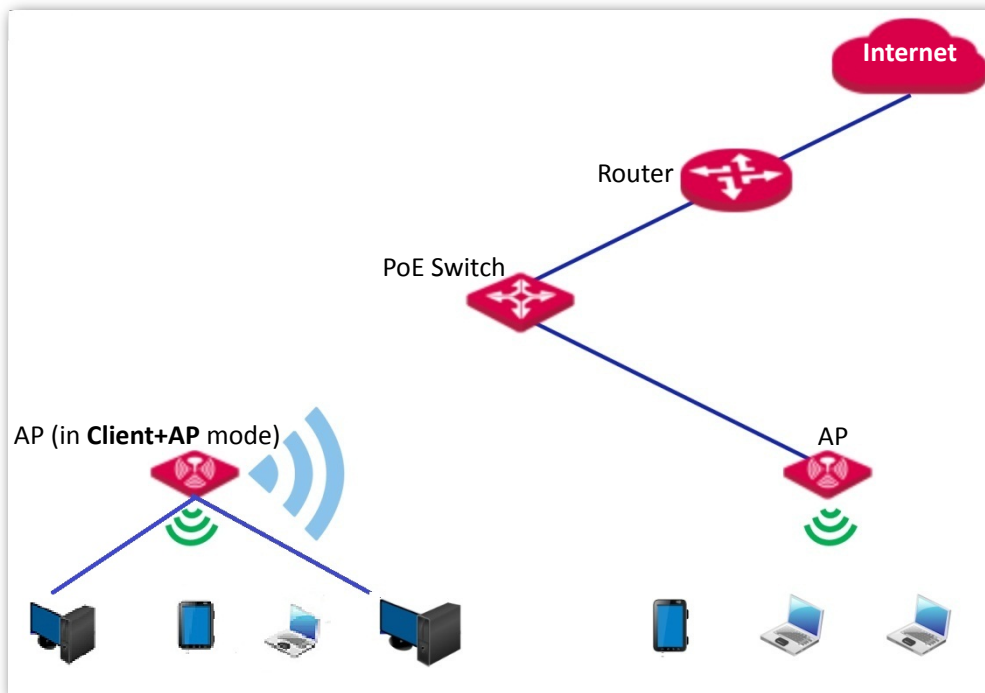 Internet
Router
PoE Switch
AP (in Client+AP mode)
AP